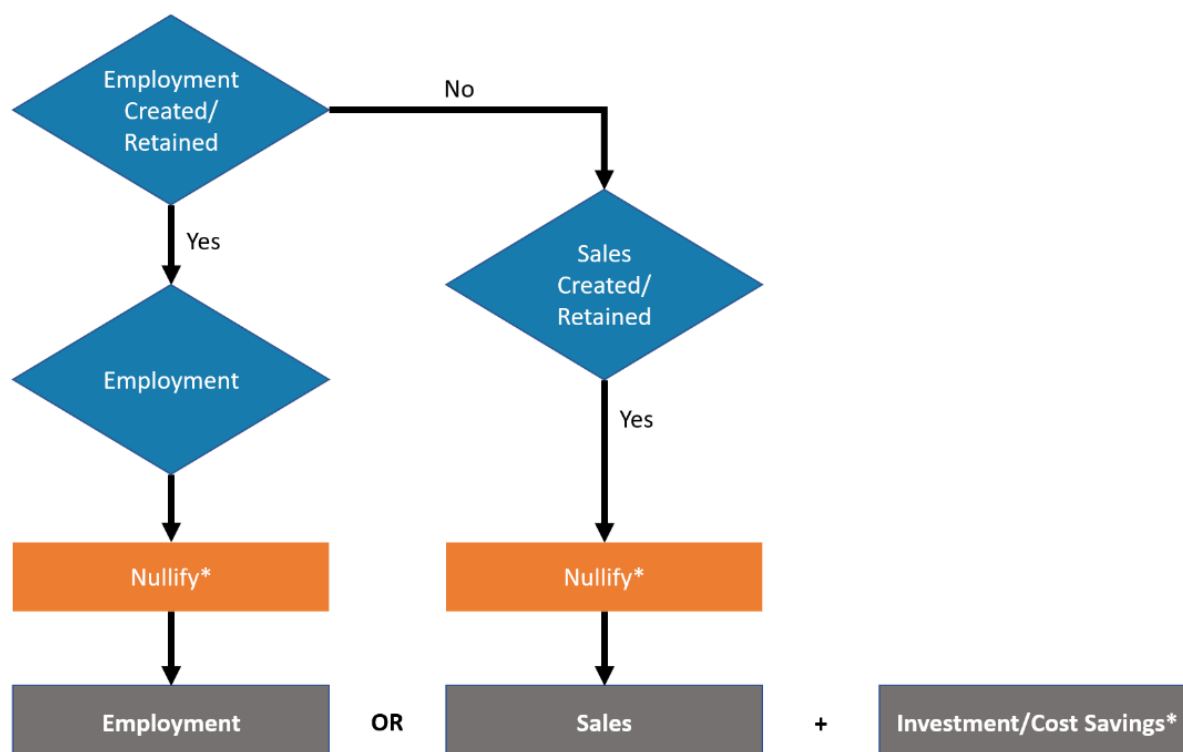 Employment
Created/
Retained
No
Yes
Sales
Created/
Retained
Employment
Yes
Nullify*
Nullify*
Employment OR Sales + Investment/Cost Savings*